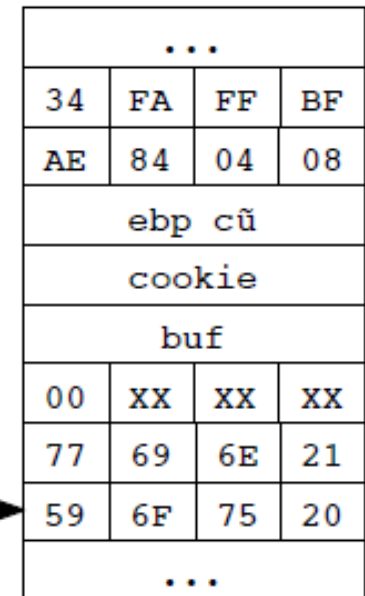 ...
34 FA FF BF
AE 84 04 08
ebp cũ
cookie
buf
00 XX XX XX
77 69 6E 21
59 6F 75 20
...